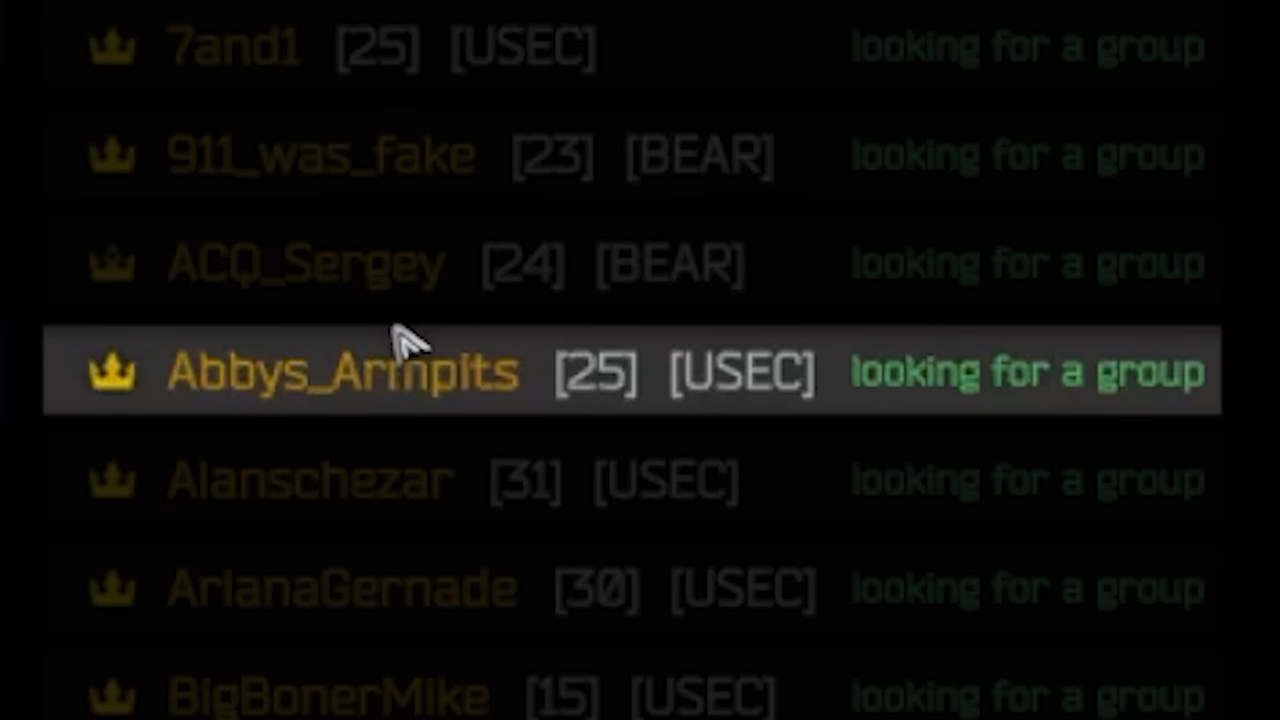 7and1 [25] [USEC] looking for a group
911_was_fake [23] [BEAR] looking for a group
ACQ_Sergey [24] [BEAR] looking for a group
Abbys_Armpits [25] [USEC] looking for a group
Alanschezar [31] [USEC] looking for a group
ArianaGernade [30] [USEC] looking for a group
BigBonerMike [15] [USEC] looking for a group